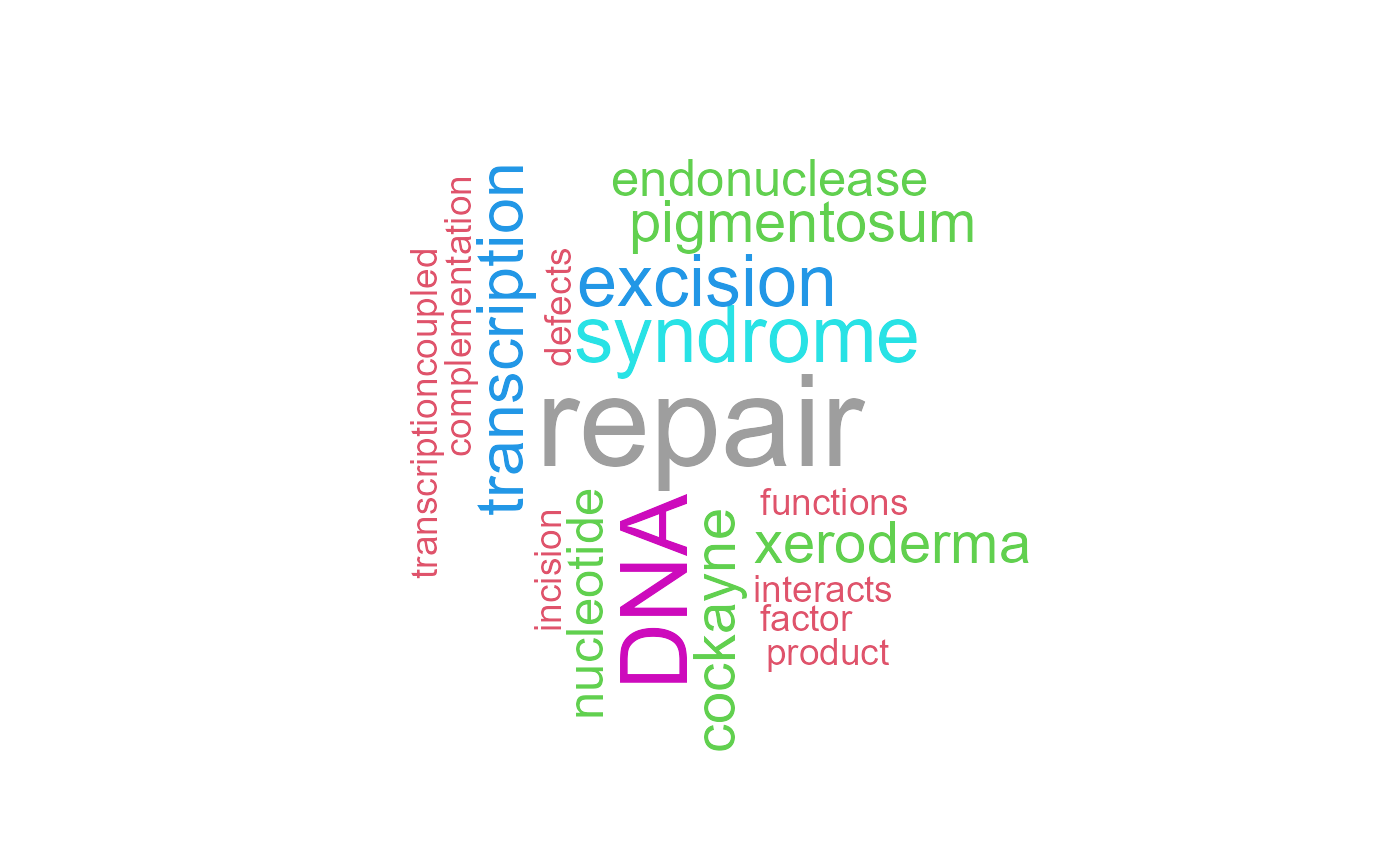 endonuclease
pigmentosum
excision
syndrome
repair
transcription
complementation
transcriptioncoupled
defects
functions
xeroderma
interacts
factor
product
incision
nucleotide
DNA
cockayne